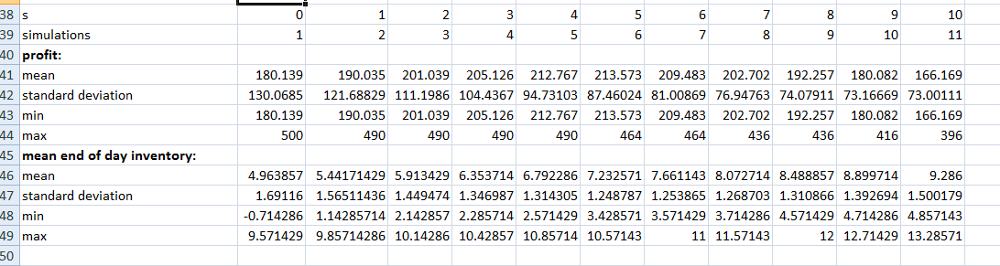 38 s 0 1 2 3 4 5 6 7 8 9 10
39 simulations 1 2 3 4 5 6 7 8 9 10 11
40 profit:
41 mean 180.139 190.035 201.039 205.126 212.767 213.573 209.483 202.702 192.257 180.082 166.169
42 standard deviation 130.0685 121.68829 111.1986 104.4367 94.73103 87.46024 81.00869 76.94763 74.07911 73.16669 73.00111
43 min 180.139 190.035 201.039 205.126 212.767 213.573 209.483 202.702 192.257 180.082 166.169
44 max 500 490 490 490 490 464 464 436 436 416 396
45 mean end of day inventory:
46 mean 4.963857 5.44171429 5.913429 6.353714 6.792286 7.232571 7.661143 8.072714 8.488857 8.899714 9.286
47 standard deviation 1.69116 1.56511436 1.449474 1.346987 1.314305 1.248787 1.253865 1.268703 1.310866 1.392694 1.500179
48 min -0.714286 1.14285714 2.142857 2.285714 2.571429 3.428571 3.571429 3.714286 4.571429 4.714286 4.857143
49 max 9.571429 9.85714286 10.14286 10.42857 10.85714 10.57143 11 11.57143 12 12.71429 13.28571
50